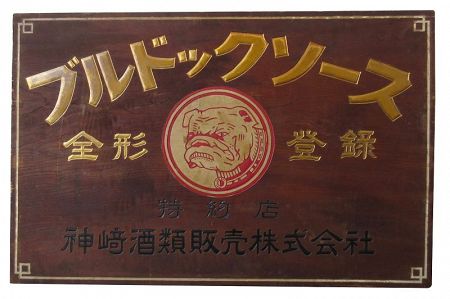 ブルドックソース
全形 登録
特約店
神﨑酒類販売株式会社